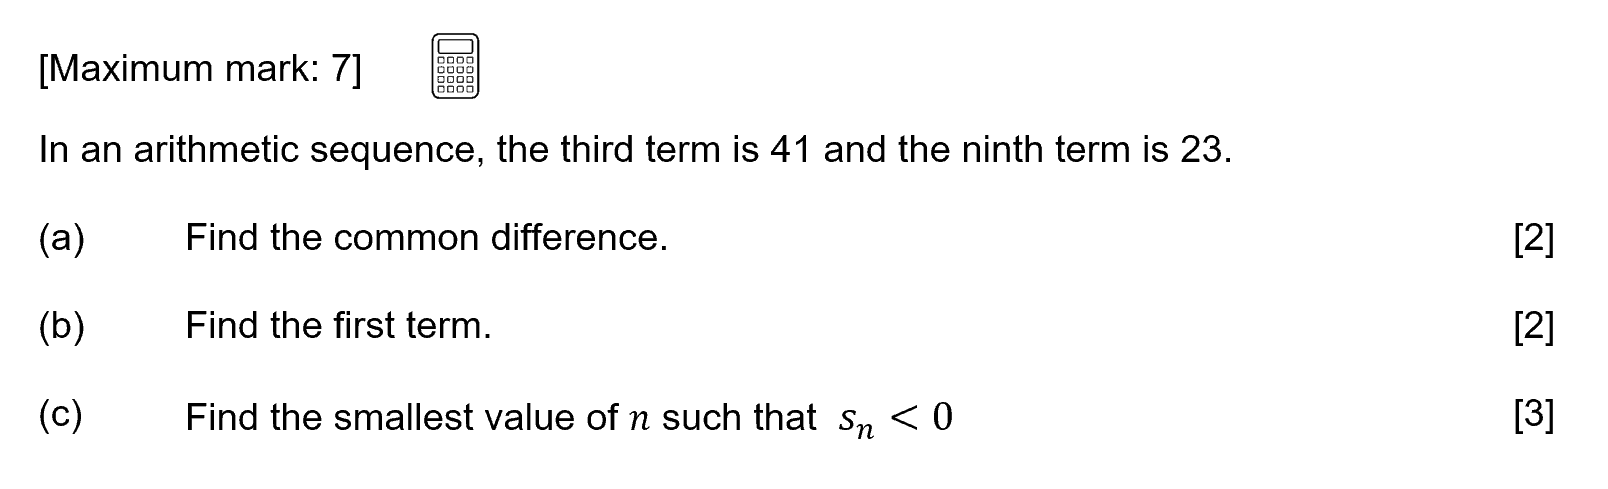 [Maximum mark: 7]
In an arithmetic sequence, the third term is 41 and the ninth term is 23.
(a) Find the common difference. [2]
(b) Find the first term. [2]
(c) Find the smallest value of n such that sₙ < 0 [3]